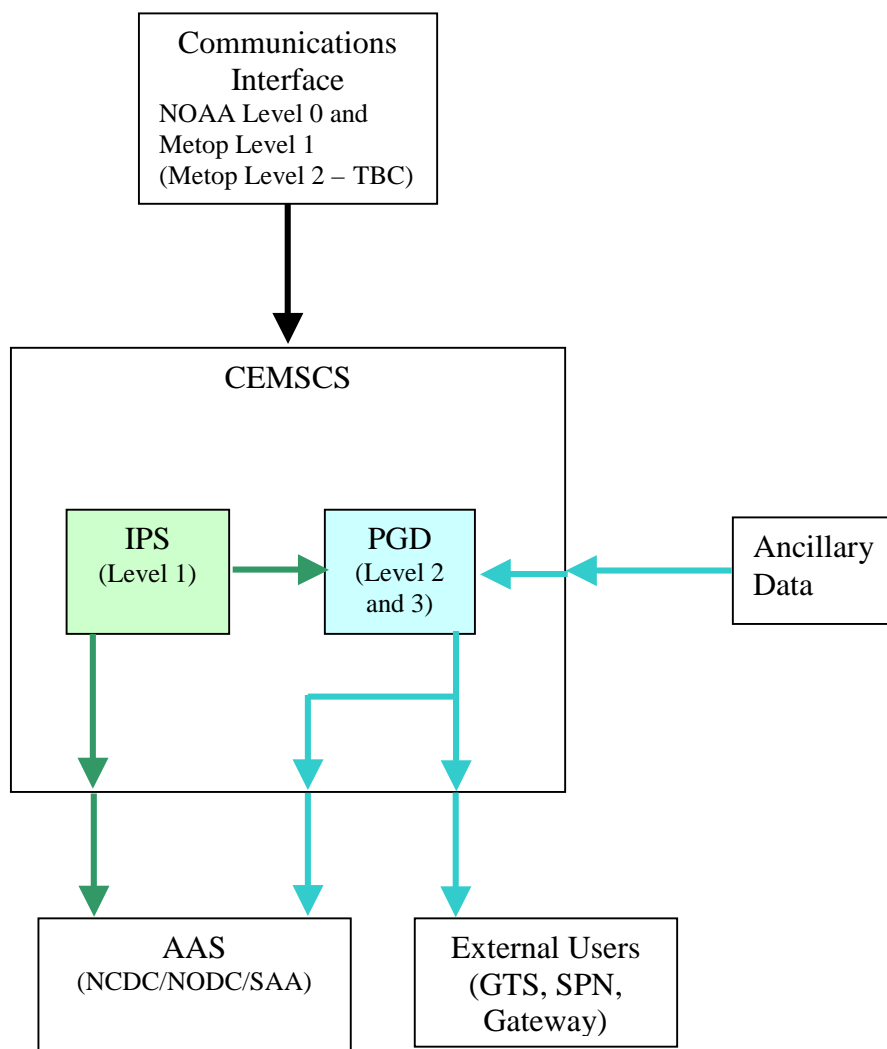 Communications
Interface
NOAA Level 0 and
Metop Level 1
(Metop Level 2 – TBC)
CEMSCS
IPS
(Level 1)
PGD
(Level 2
and 3)
Ancillary
Data
AAS
(NCDC/NODC/SAA)
External Users
(GTS, SPN,
Gateway)